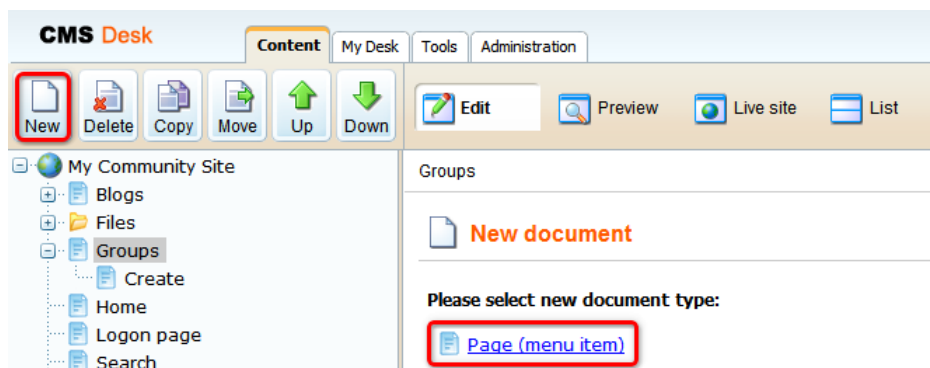 CMS Desk
Content My Desk Tools Administration
New Delete Copy Move Up Down Edit Preview Live site List
My Community Site
Groups
Blogs
Files
New document
Groups
Create
Home
Please select new document type:
Logon page
Page (menu item)
Search